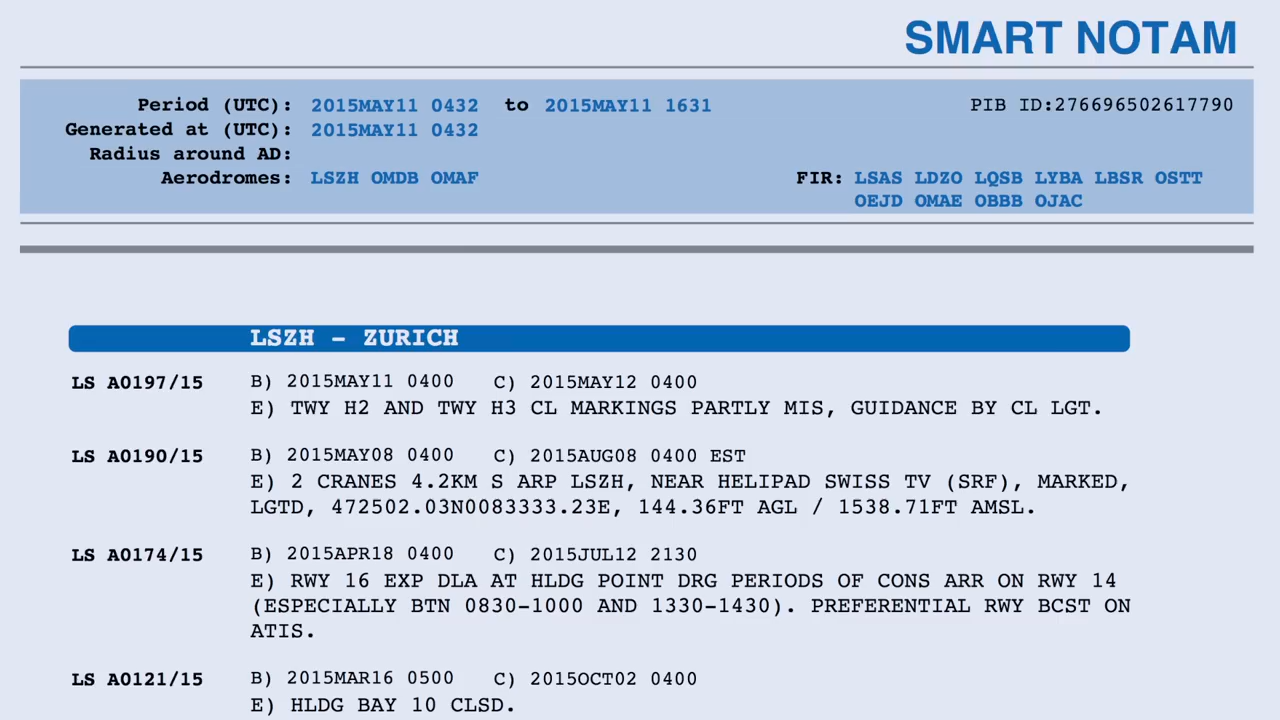 SMART NOTAM
Period (UTC): 2015MAY11 0432 to 2015MAY11 1631 PIB ID:276696502617790
Generated at (UTC): 2015MAY11 0432
Radius around AD:
Aerodromes: LSZH OMDB OMAF FIR: LSAS LDZO LQSB LYBA LBSR OSTT
OEJD OMAE OBBB OJAC
LSZH - ZURICH
LS A0197/15 B) 2015MAY11 0400 C) 2015MAY12 0400
E) TWY H2 AND TWY H3 CL MARKINGS PARTLY MIS, GUIDANCE BY CL LGT.
LS A0190/15 B) 2015MAY08 0400 C) 2015AUG08 0400 EST
E) 2 CRANES 4.2KM S ARP LSZH, NEAR HELIPAD SWISS TV (SRF), MARKED,
LGTD, 472502.03N0083333.23E, 144.36FT AGL / 1538.71FT AMSL.
LS A0174/15 B) 2015APR18 0400 C) 2015JUL12 2130
E) RWY 16 EXP DLA AT HLDG POINT DRG PERIODS OF CONS ARR ON RWY 14
(ESPECIALLY BTN 0830-1000 AND 1330-1430). PREFERENTIAL RWY BCST ON
ATIS.
LS A0121/15 B) 2015MAR16 0500 C) 2015OCT02 0400
E) HLDG BAY 10 CLSD.